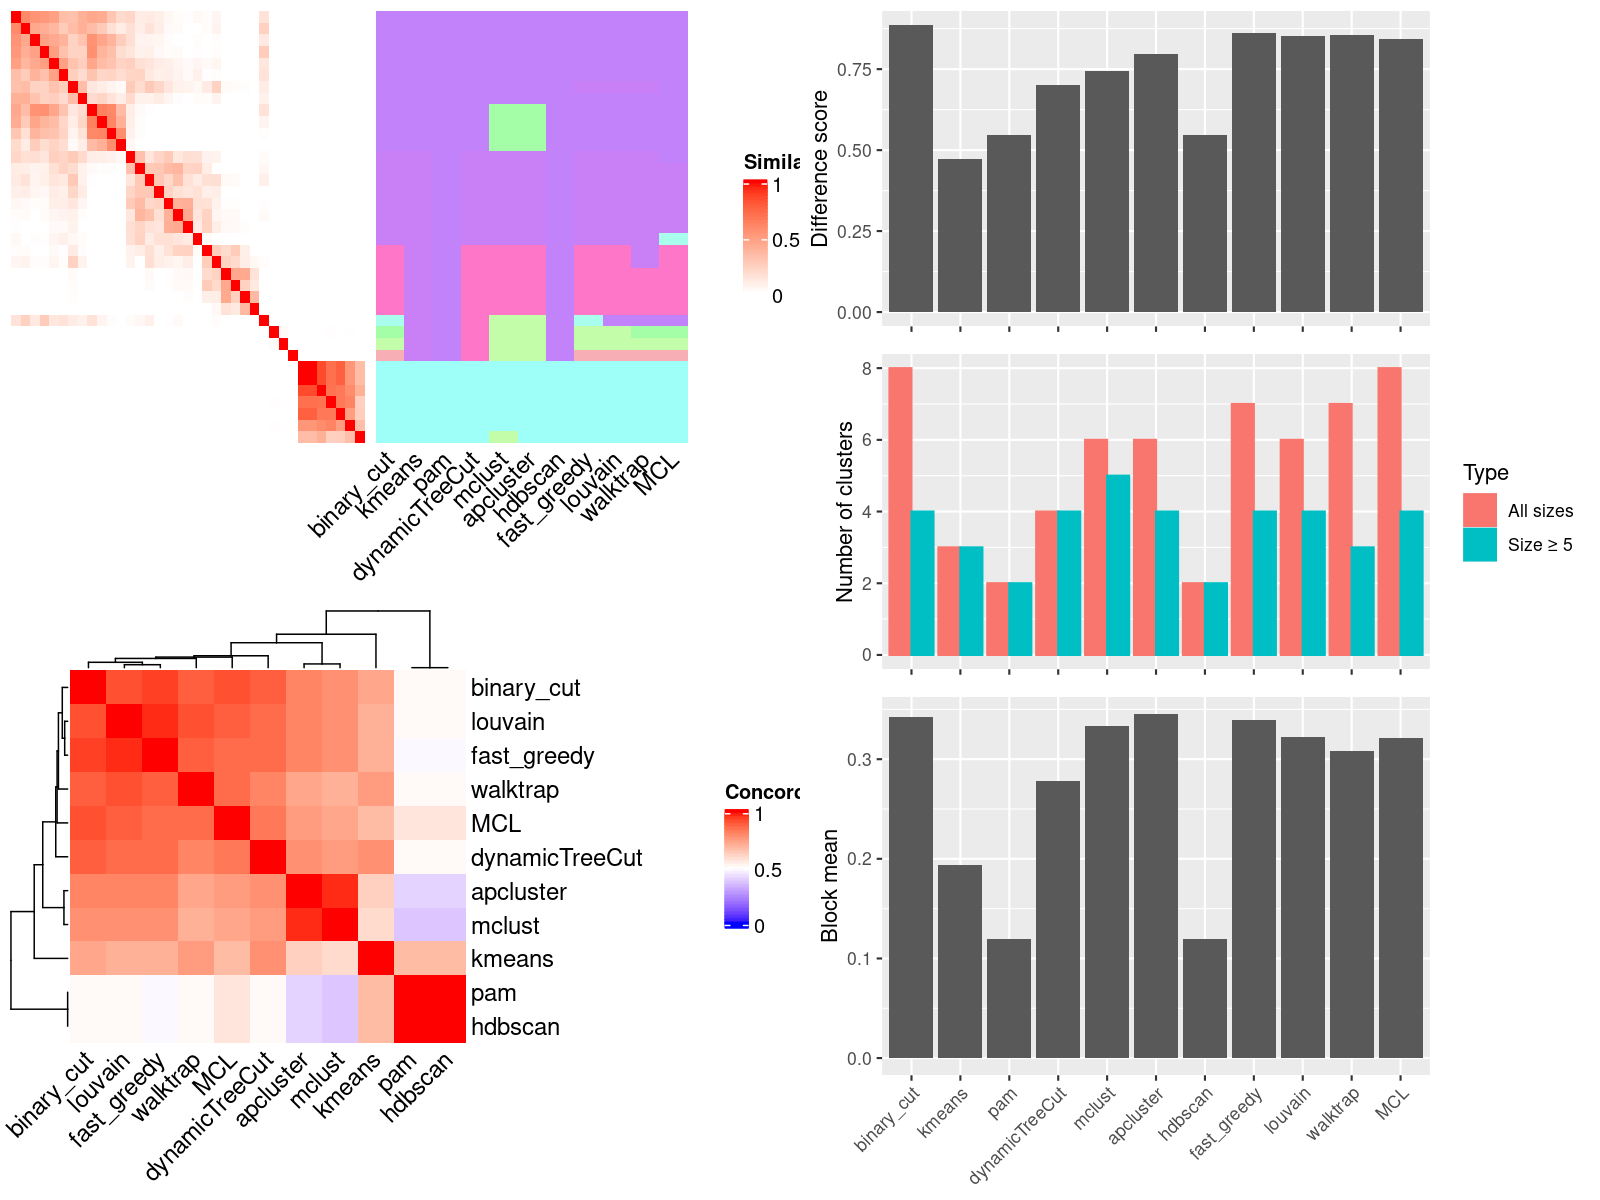 Simila
1
0.5
0
binary_cut
kmeans
pam
dynamicTreeCut
mclust
apcluster
hdbscan
fast_greedy
louvain
walktrap
MCL
binary_cut
louvain
fast_greedy
walktrap
MCL
dynamicTreeCut
apcluster
mclust
kmeans
pam
hdbscan
binary_cut
louvain
fast_greedy
walktrap
MCL
dynamicTreeCut
apcluster
mclust
kmeans
pam
hdbscan
Concord
1
0.5
0
Difference score
0.75
0.50
0.25
0.00
Number of clusters
8
6
4
2
0
Type
All sizes
Size ≥ 5
Block mean
0.3
0.2
0.1
0.0
binary_cut
kmeans
pam
dynamicTreeCut
mclust
apcluster
hdbscan
fast_greedy
louvain
walktrap
MCL